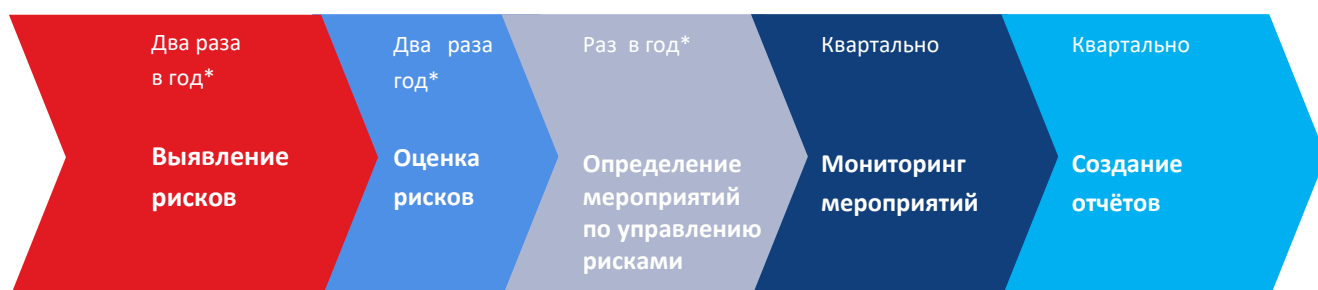 Два раза
в год*
Выявление
рисков
Два раза
год*
Оценка
рисков
Раз в год*
Определение
мероприятий
по управлению
рисками
Квартально
Мониторинг
мероприятий
Квартально
Создание
отчётов